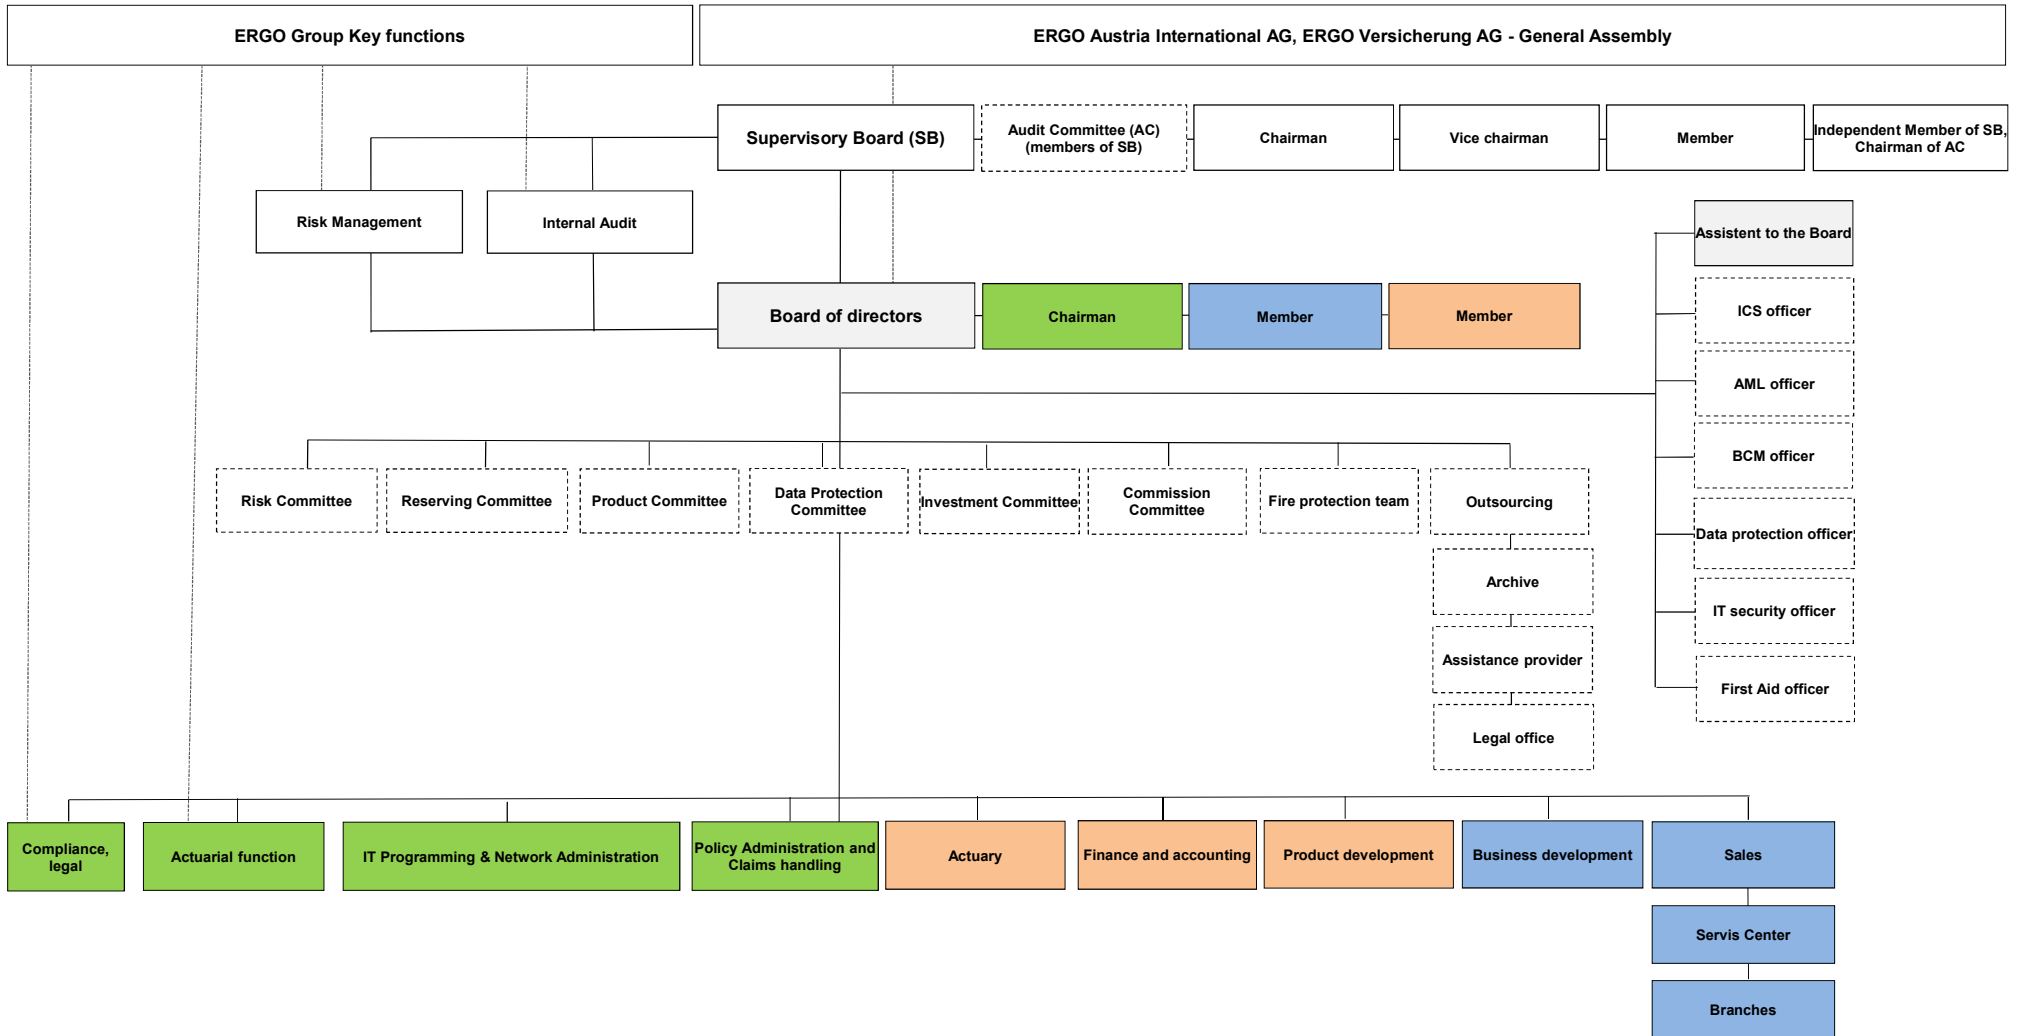 ERGO Group Key functions
ERGO Austria International AG, ERGO Versicherung AG - General Assembly
Supervisory Board (SB)
Audit Committee (AC)
(members of SB)
Chairman
Vice chairman
Member
Independent Member of SB,
Chairman of AC
Risk Management
Internal Audit
Assistent to the Board
Board of directors
Chairman
Member
Member
ICS officer
AML officer
BCM officer
Data protection officer
IT security officer
First Aid officer
Risk Committee
Reserving Committee
Product Committee
Data Protection
Committee
Investment Committee
Commission
Committee
Fire protection team
Outsourcing
Archive
Assistance provider
Legal office
Compliance,
legal
Actuarial function
IT Programming & Network Administration
Policy Administration and
Claims handling
Actuary
Finance and accounting
Product development
Business development
Sales
Servis Center
Branches